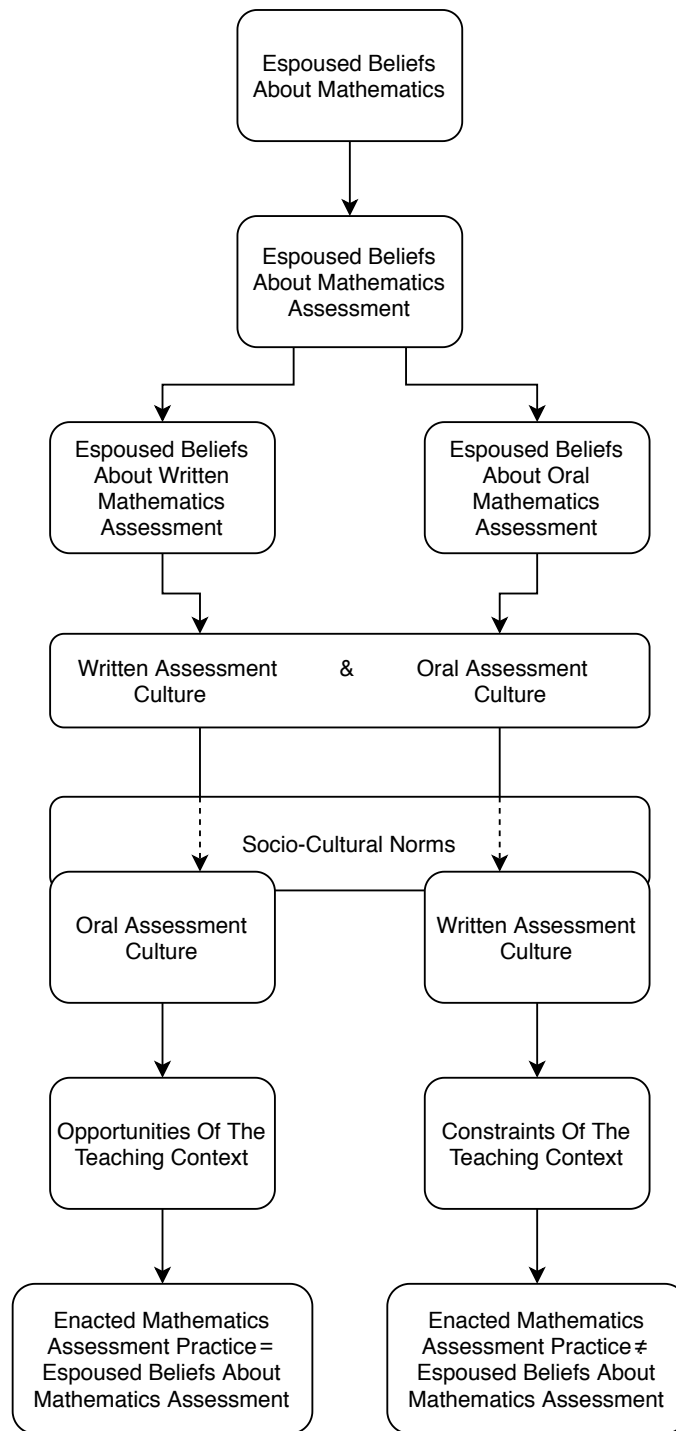 Espoused Beliefs
About Mathematics
Espoused Beliefs
About Mathematics
Assessment
Espoused Beliefs
About Written
Mathematics
Assessment
Espoused Beliefs
About Oral
Mathematics
Assessment
Written Assessment
Culture
&
Oral Assessment
Culture
Socio-Cultural Norms
Oral Assessment
Culture
Written Assessment
Culture
Opportunities Of The
Teaching Context
Constraints Of The
Teaching Context
Enacted Mathematics
Assessment Practice =
Espoused Beliefs About
Mathematics Assessment
Enacted Mathematics
Assessment Practice ≠
Espoused Beliefs About
Mathematics Assessment